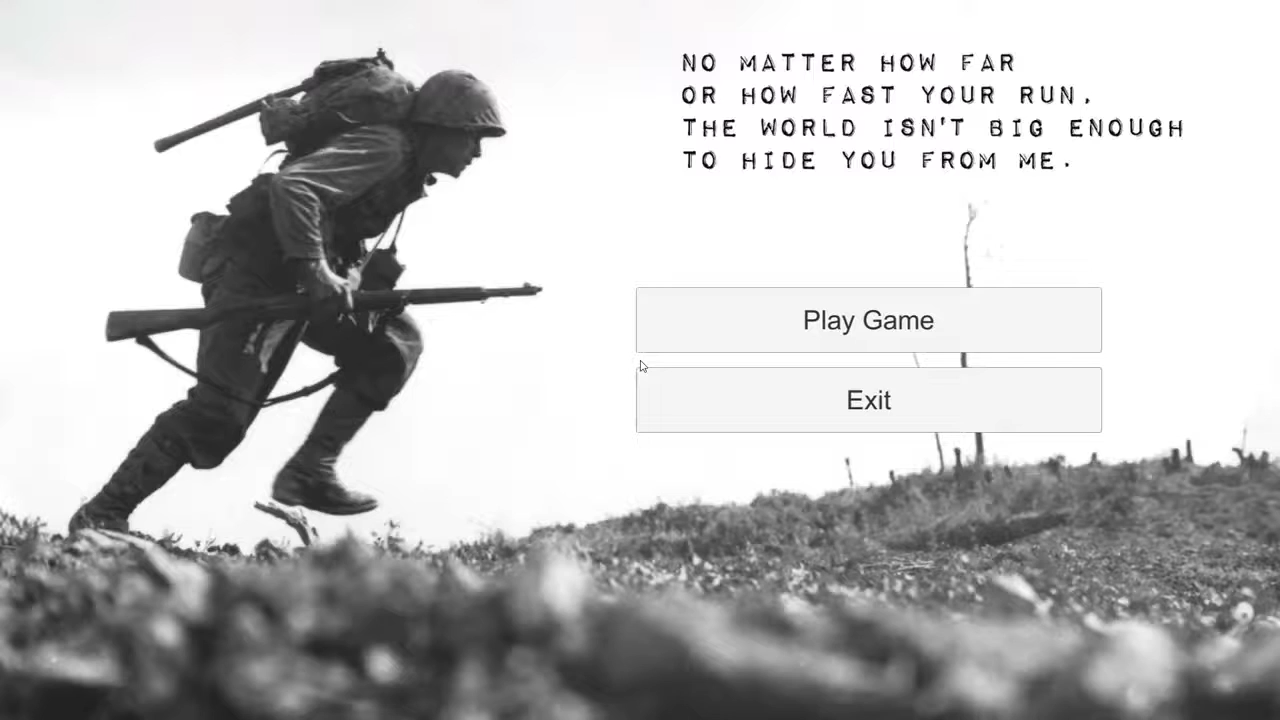 NO MATTER HOW FAR
OR HOW FAST YOUR RUN.
THE WORLD ISN'T BIG ENOUGH
TO HIDE YOU FROM ME.
Play Game
Exit